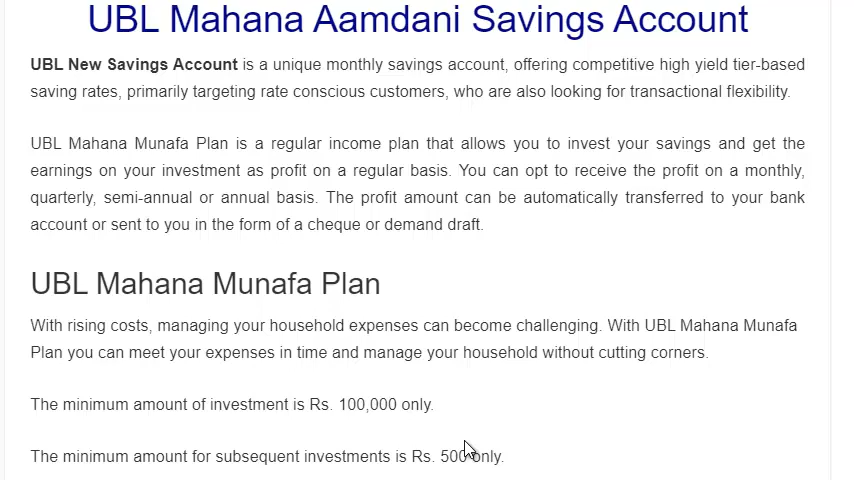 UBL Mahana Aamdani Savings Account
UBL New Savings Account is a unique monthly savings account, offering competitive high yield tier-based
saving rates, primarily targeting rate conscious customers, who are also looking for transactional flexibility.
UBL Mahana Munafa Plan is a regular income plan that allows you to invest your savings and get the
earnings on your investment as profit on a regular basis. You can opt to receive the profit on a monthly,
quarterly, semi-annual or annual basis. The profit amount can be automatically transferred to your bank
account or sent to you in the form of a cheque or demand draft.
UBL Mahana Munafa Plan
With rising costs, managing your household expenses can become challenging. With UBL Mahana Munafa
Plan you can meet your expenses in time and manage your household without cutting corners.
The minimum amount of investment is Rs. 100,000 only.
The minimum amount for subsequent investments is Rs. 500 only.